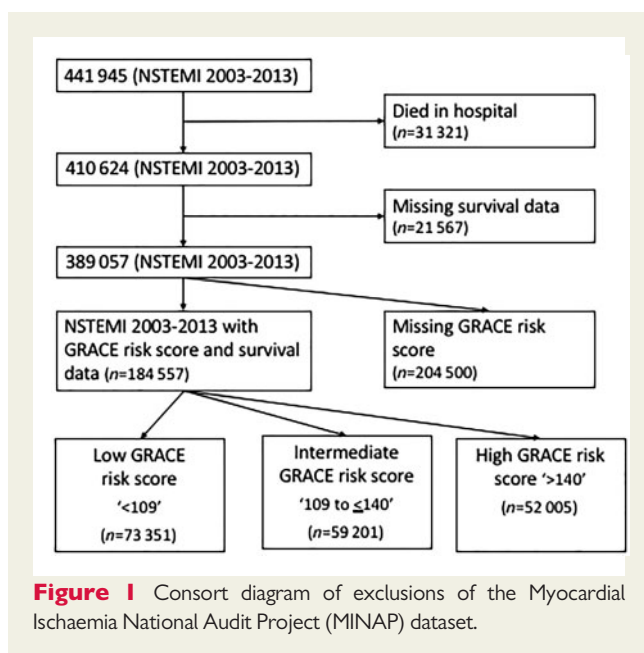 441 945 (NSTEMI 2003-2013)
Died in hospital
(n=31 321)
410 624 (NSTEMI 2003-2013)
Missing survival data
(n=21 567)
389 057 (NSTEMI 2003-2013)
NSTEMI 2003-2013 with
GRACE risk score and survival
data (n=184 557)
Missing GRACE risk
score
(n=204 500)
Low GRACE
risk score
‘<109’
(n=73 351)
Intermediate
GRACE risk score
‘109 to ≤140’
(n=59 201)
High GRACE risk
score ‘>140’
(n=52 005)
Figure 1 Consort diagram of exclusions of the Myocardial
Ischaemia National Audit Project (MINAP) dataset.